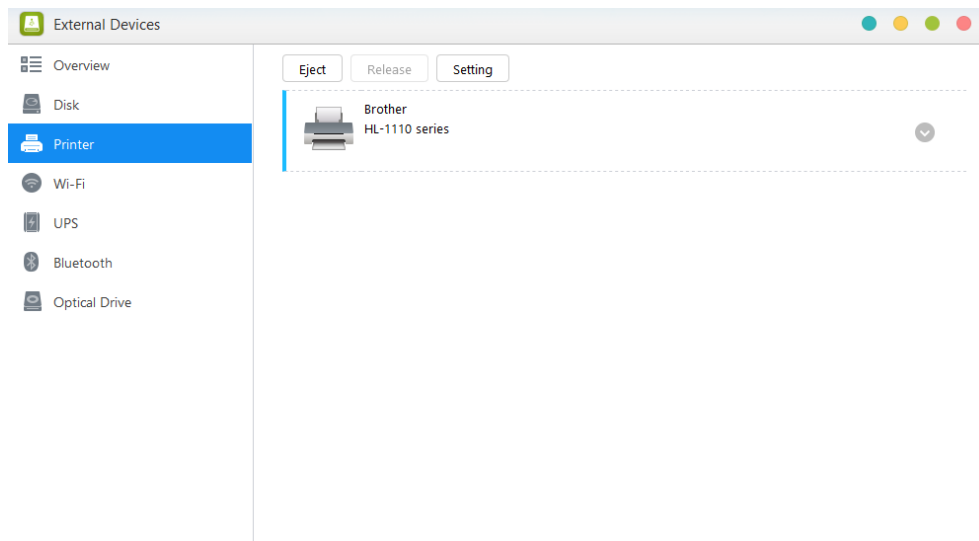 External Devices
Overview
Disk
Printer
Wi-Fi
UPS
Bluetooth
Optical Drive
Eject Release Setting
Brother
HL-1110 series